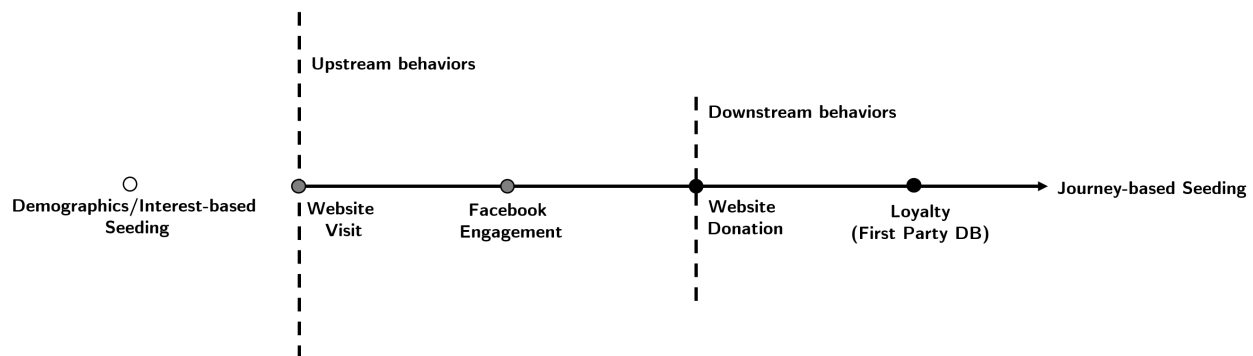 Upstream behaviors
Downstream behaviors
Demographics/Interest-based
Seeding
Website
Visit
Facebook
Engagement
Website
Donation
Loyalty
(First Party DB)
Journey-based Seeding